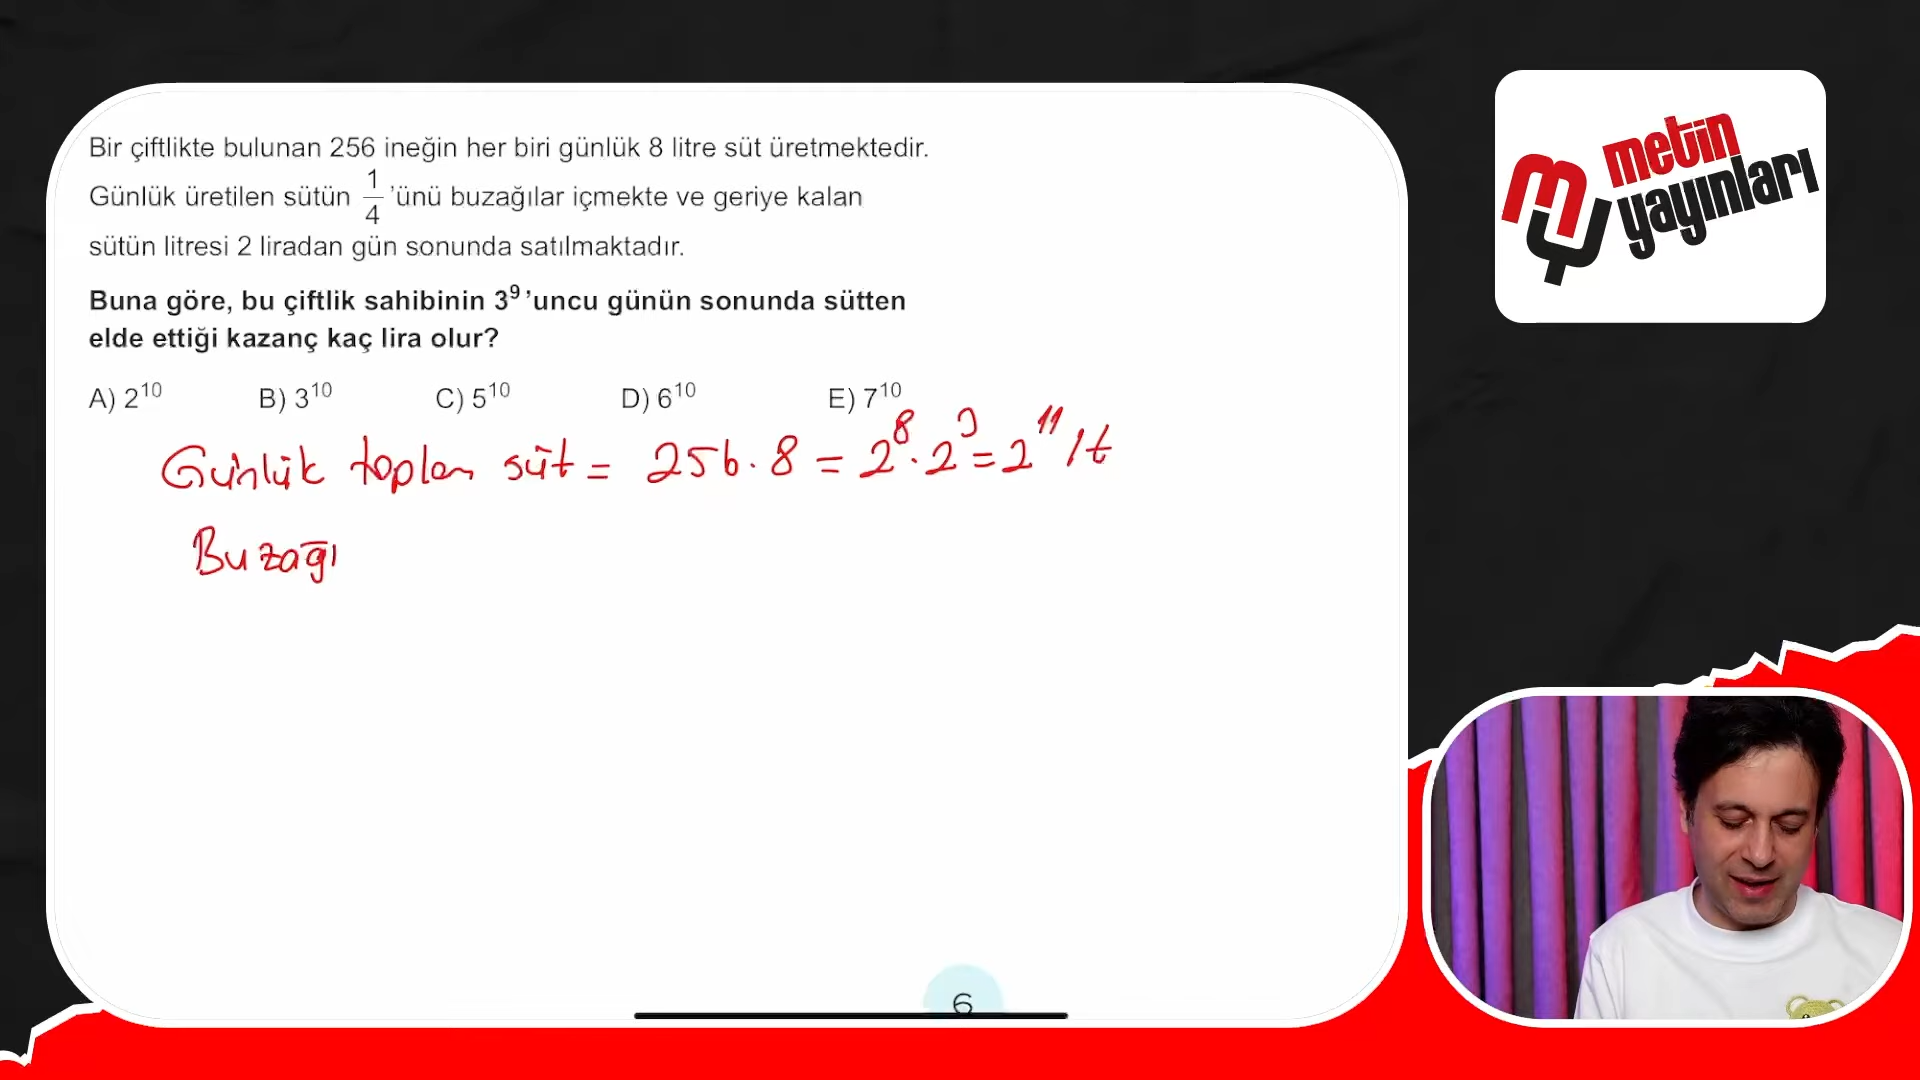 Bir çiftlikte bulunan 256 ineğin her biri günlük 8 litre süt üretmektedir.
Günlük üretilen sütün 1/4 'ünü buzağılar içmekte ve geriye kalan
sütün litresi 2 liradan gün sonunda satılmaktadır.
Buna göre, bu çiftlik sahibinin 3⁹'uncu günün sonunda sütten
elde ettiği kazanç kaç lira olur?
A) 2¹⁰ B) 3¹⁰ C) 5¹⁰ D) 6¹⁰ E) 7¹⁰
Günlük toplam süt = 256 . 8 = 2⁸ . 2³ = 2¹¹ lt
Buzağı
6
metin
yayınları